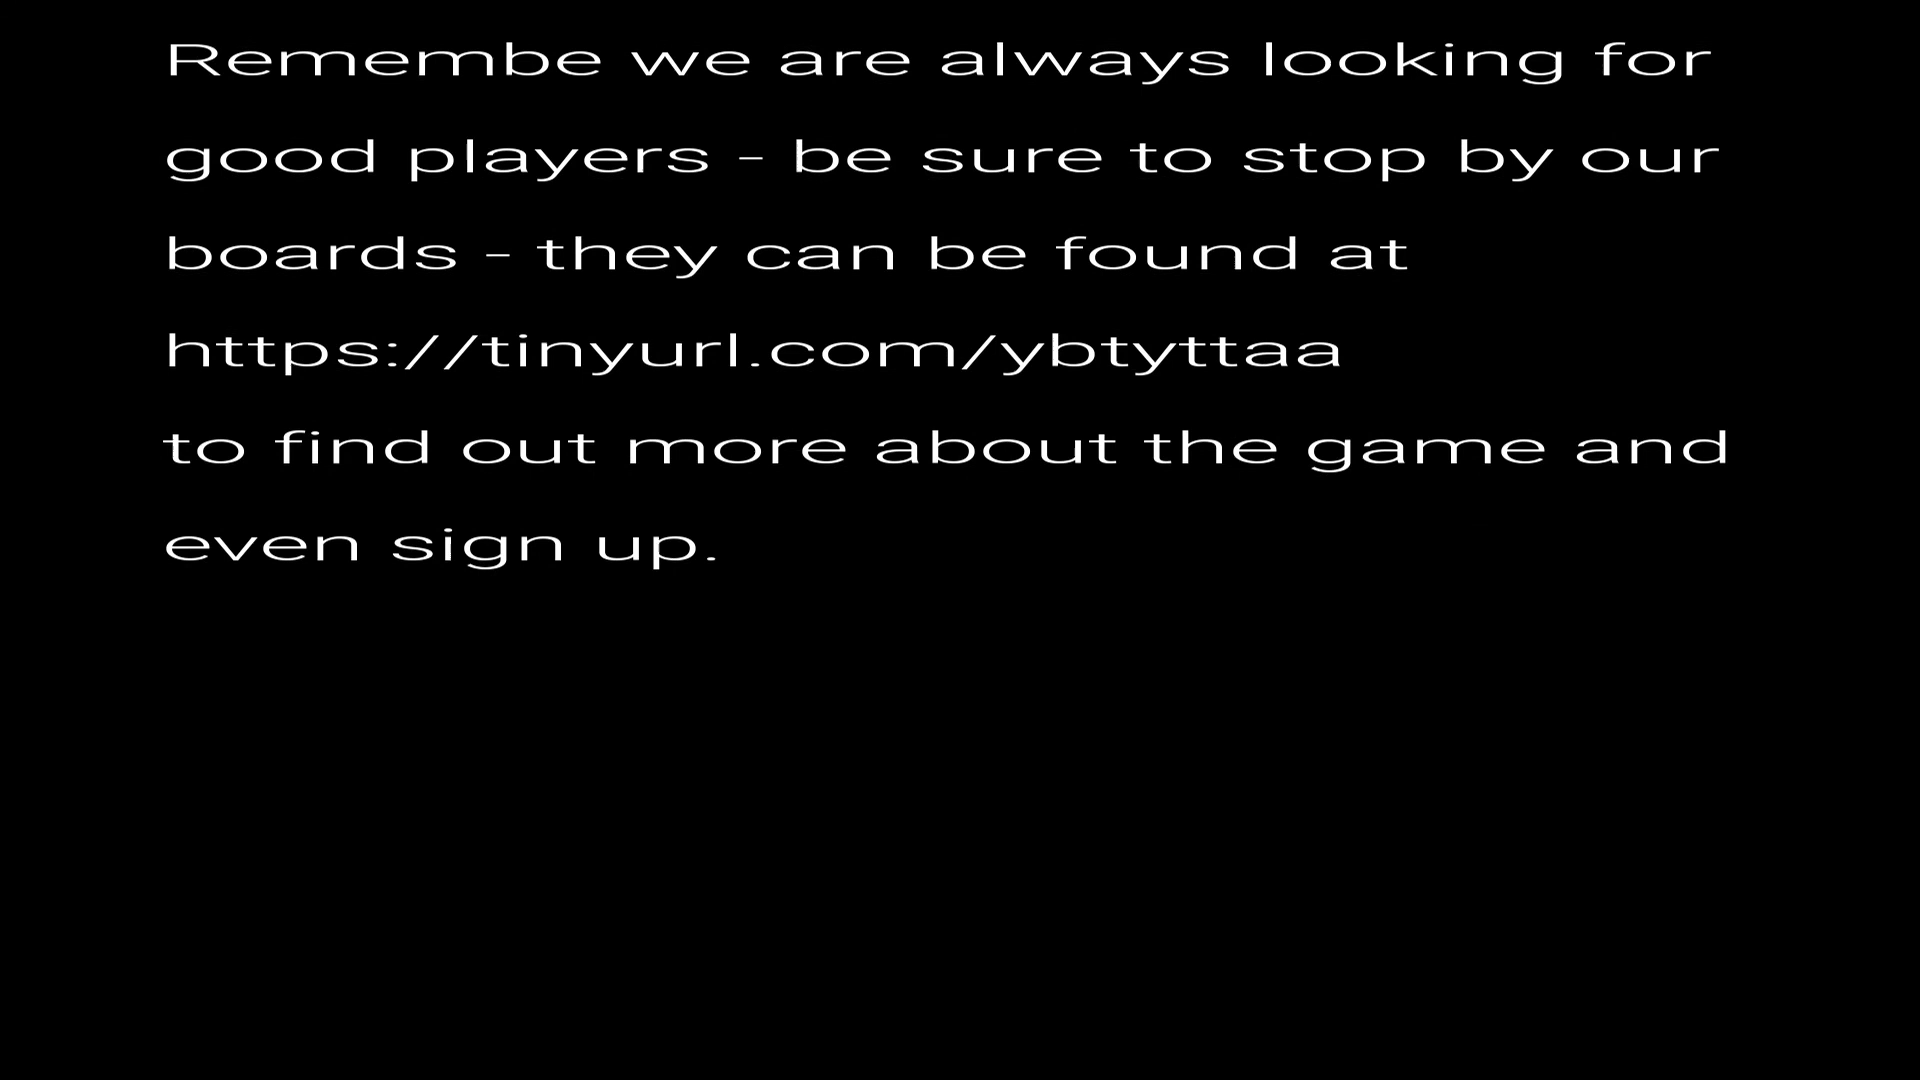 Remembe we are always looking for
good players - be sure to stop by our
boards - they can be found at
https://tinyurl.com/ybtyttaa
to find out more about the game and
even sign up.